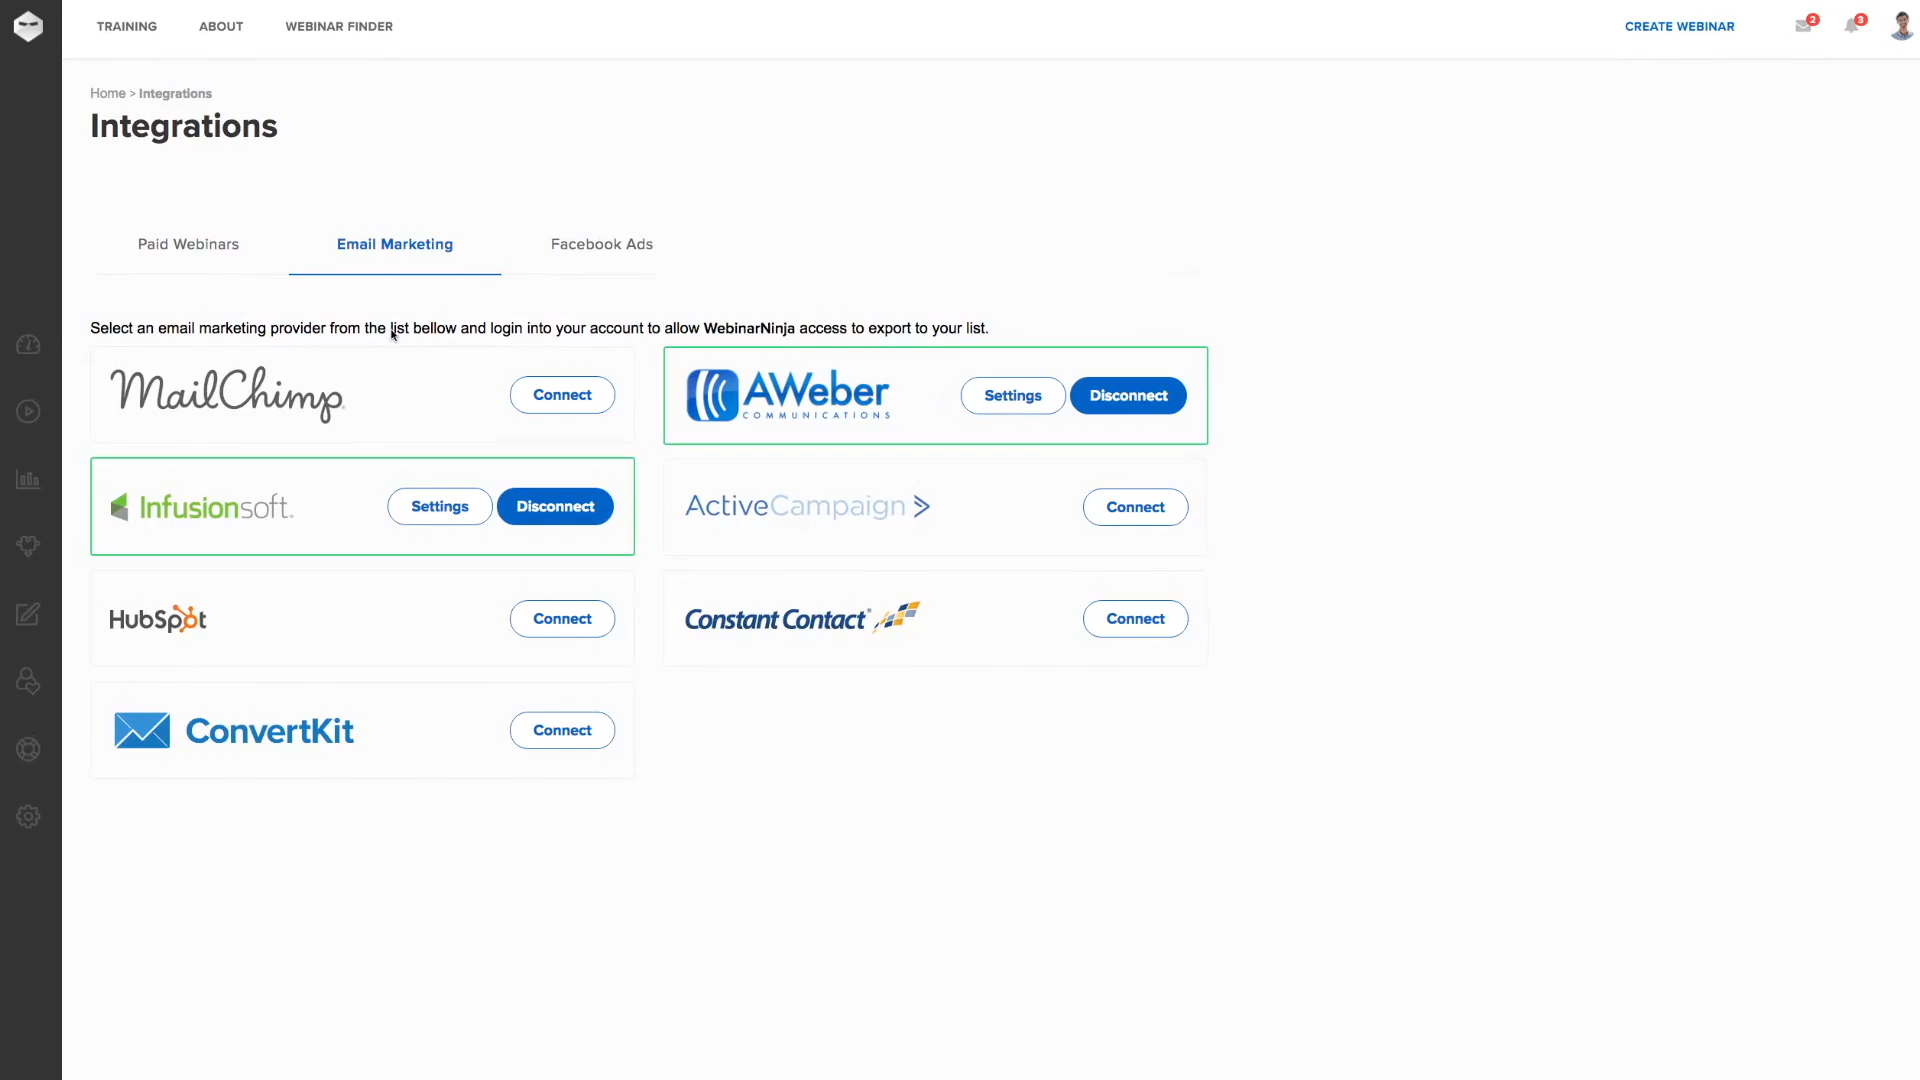 TRAINING ABOUT WEBINAR FINDER CREATE WEBINAR 2 3
Home > Integrations
Integrations
Paid Webinars Email Marketing Facebook Ads
Select an email marketing provider from the list bellow and login into your account to allow WebinarNinja access to export to your list.
MailChimp Connect
AWeber COMMUNICATIONS Settings Disconnect
Infusionsoft. Settings Disconnect
ActiveCampaign > Connect
HubSpot Connect
Constant Contact® Connect
ConvertKit Connect